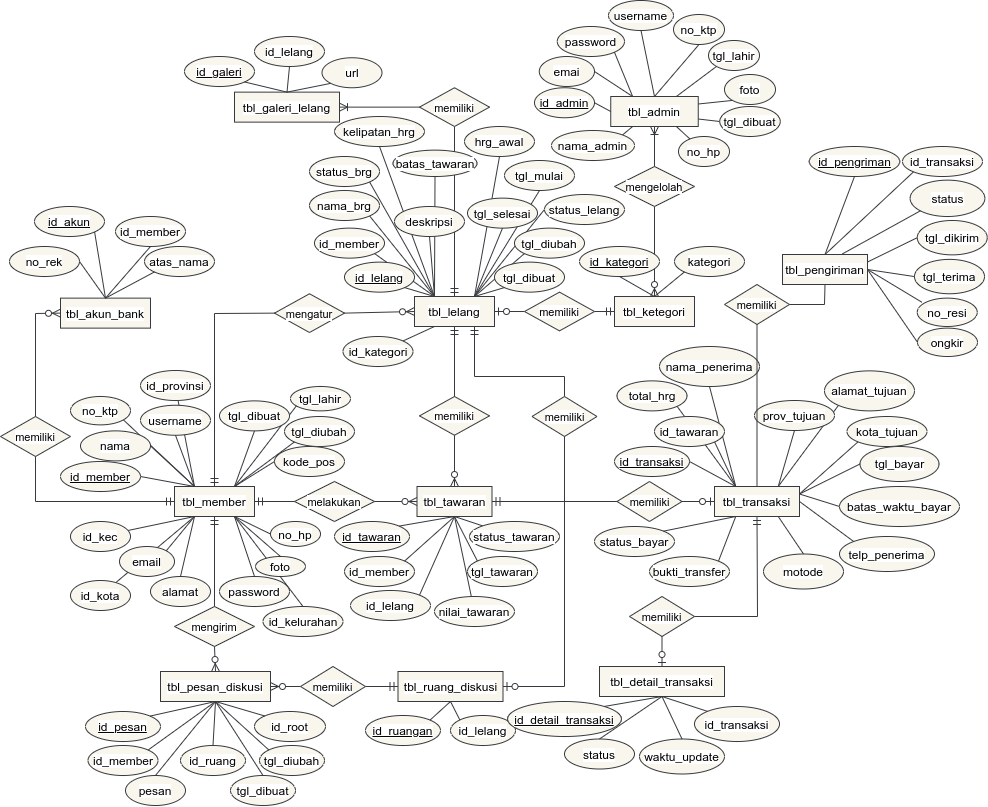 username
no_ktp
password
tgl_lahir
id_lelang
emai
foto
id_galeri
url
id_admin
tbl_admin
tgl_dibuat
tbl_galeri_lelang
memiliki
nama_admin
no_hp
kelipatan_hrg
hrg_awal
batas_tawaran
status_brg
tgl_mulai
mengelolah
id_pengriman
id_transaksi
nama_brg
deskripsi
tgl_selesai
status_lelang
status
id_akun
id_member
id_member
tgl_diubah
tgl_dikirim
no_rek
atas_nama
id_lelang
tgl_dibuat
id_kategori
kategori
tbl_pengiriman
tgl_terima
tbl_akun_bank
mengatur
tbl_lelang
memiliki
tbl_ketegori
memiliki
no_resi
ongkir
id_kategori
nama_penerima
id_provinsi
tgl_lahir
total_hrg
alamat_tujuan
no_ktp
username
tgl_dibuat
memiliki
memiliki
prov_tujuan
memiliki
nama
tgl_diubah
id_tawaran
kota_tujuan
id_member
kode_pos
id_transaksi
tgl_bayar
tbl_member
melakukan
tbl_tawaran
memiliki
tbl_transaksi
batas_waktu_bayar
id_kec
no_hp
id_tawaran
status_tawaran
status_bayar
email
foto
id_member
tgl_tawaran
bukti_transfer
motode
telp_penerima
id_kota
alamat
password
id_kelurahan
id_lelang
nilai_tawaran
mengirim
memiliki
tbl_pesan_diskusi
memiliki
tbl_ruang_diskusi
tbl_detail_transaksi
id_pesan
id_root
id_ruangan
id_lelang
id_detail_transaksi
id_transaksi
id_member
id_ruang
tgl_diubah
status
waktu_update
pesan
tgl_dibuat